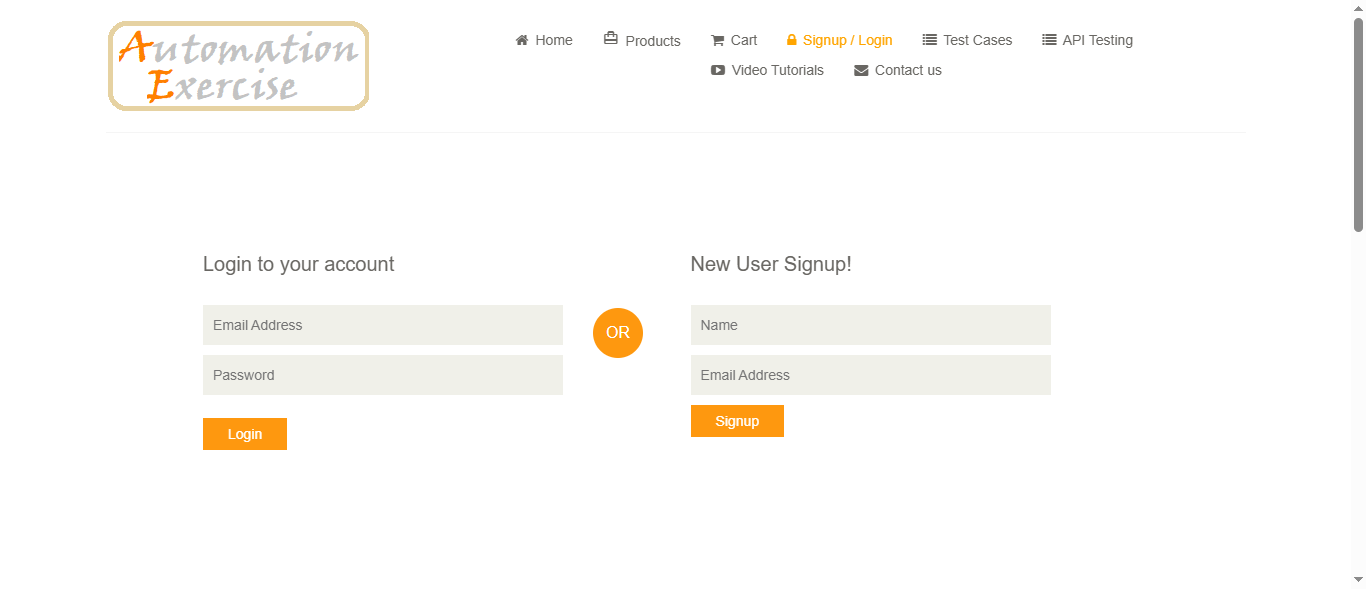 Automation
Exercise
Home Products Cart Signup / Login Test Cases API Testing
Video Tutorials Contact us
Login to your account
Email Address
Password
Login
OR
New User Signup!
Name
Email Address
Signup